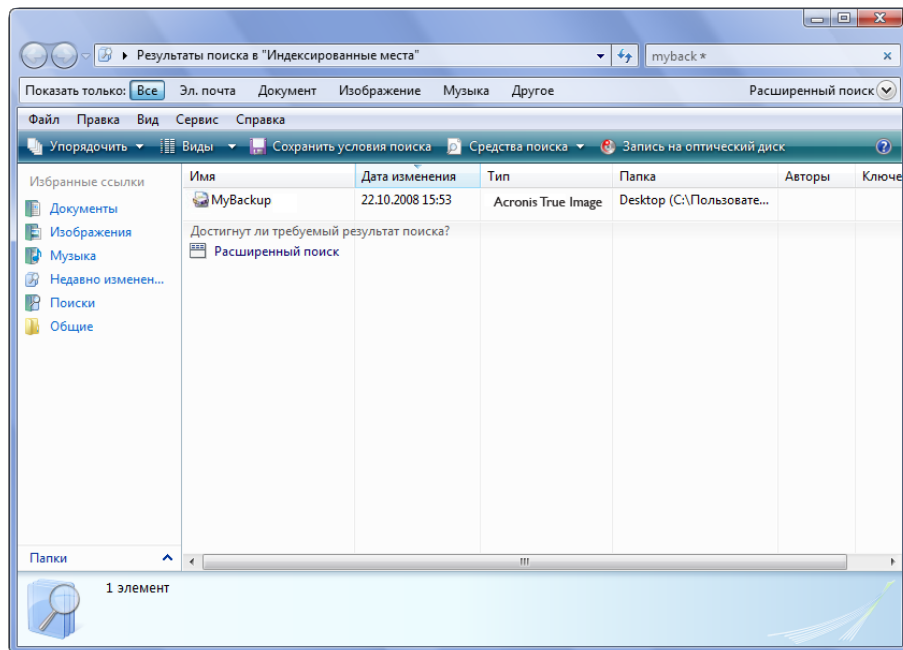 Результаты поиска в "Индексированные места"
myback *
Показать только: Все Эл. почта Документ Изображение Музыка Другое Расширенный поиск
Файл Правка Вид Сервис Справка
Упорядочить Виды Сохранить условия поиска Средства поиска Запись на оптический диск
Избранные ссылки
Документы
Изображения
Музыка
Недавно изменен...
Поиски
Общие
Папки
Имя Дата изменения Тип Папка Авторы Ключе
MyBackup 22.10.2008 15:53 Acronis True Image Desktop (C:\Пользовате...
Достигнут ли требуемый результат поиска?
Расширенный поиск
1 элемент